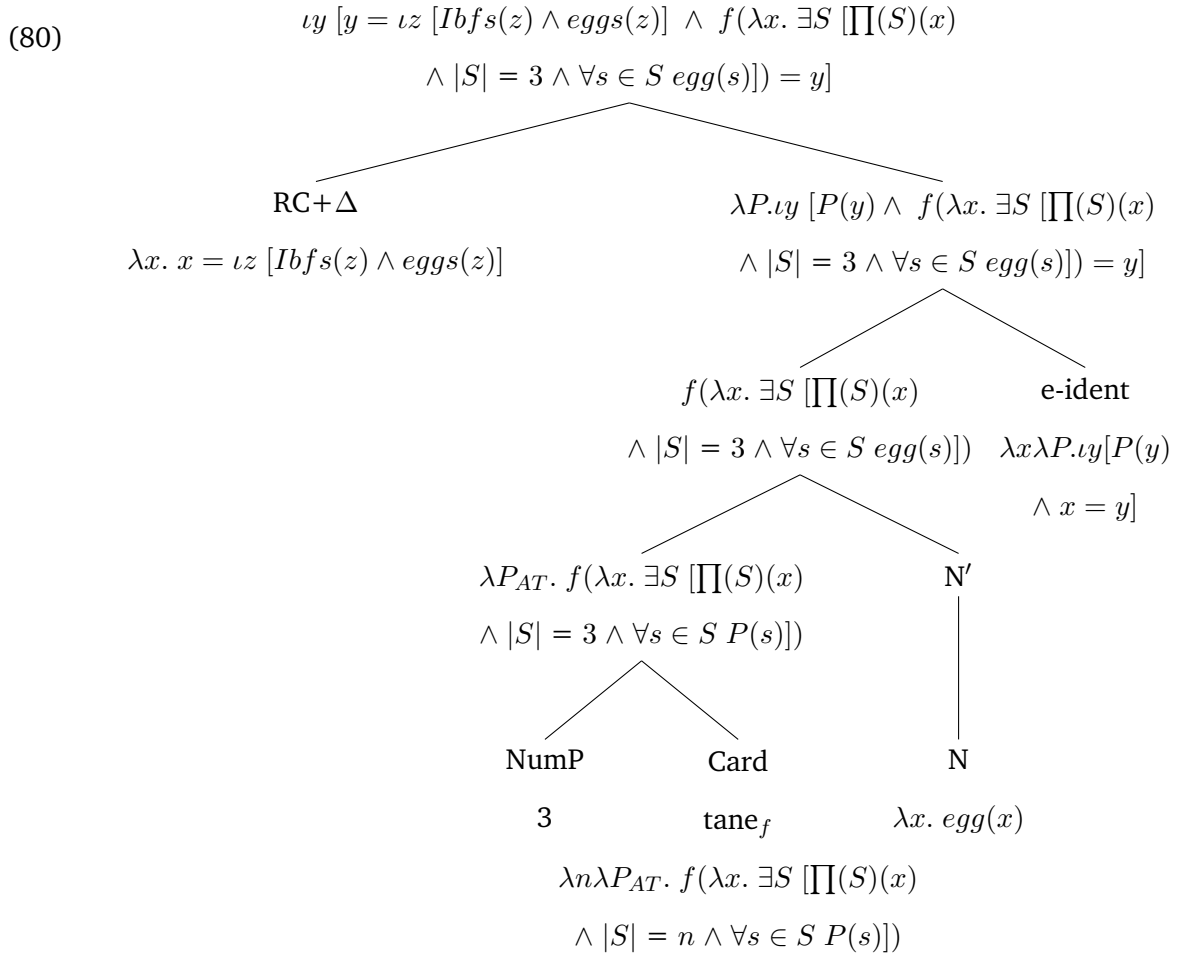 (80)
ιy [y = ιz [Ibfs(z) ∧ eggs(z)] ∧ f(λx. ∃S [∏(S)(x)
∧ |S| = 3 ∧ ∀s ∈ S egg(s)]) = y]
RC+Δ
λx. x = ιz [Ibfs(z) ∧ eggs(z)]
λP.ιy [P(y) ∧ f(λx. ∃S [∏(S)(x)
∧ |S| = 3 ∧ ∀s ∈ S egg(s)]) = y]
f(λx. ∃S [∏(S)(x)
∧ |S| = 3 ∧ ∀s ∈ S egg(s)])
e-ident
λxλP.ιy[P(y)
∧ x = y]
λP_AT. f(λx. ∃S [∏(S)(x)
∧ |S| = 3 ∧ ∀s ∈ S P(s)])
N′
NumP
3
Card
tane_f
λnλP_AT. f(λx. ∃S [∏(S)(x)
∧ |S| = n ∧ ∀s ∈ S P(s)])
N
λx. egg(x)